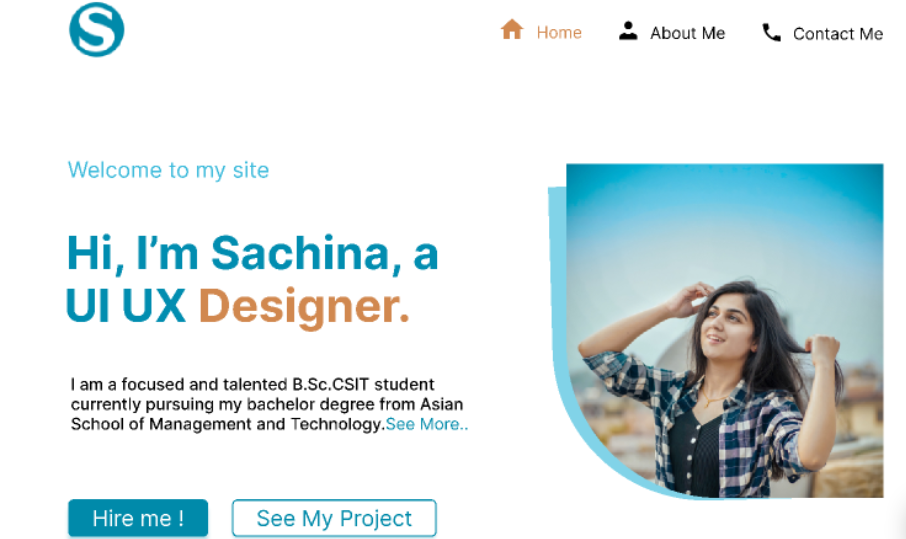 S
Home
About Me
Contact Me
Welcome to my site
Hi, I’m Sachina, a
UI UX Designer.
I am a focused and talented B.Sc.CSIT student
currently pursuing my bachelor degree from Asian
School of Management and Technology.See More..
Hire me !
See My Project